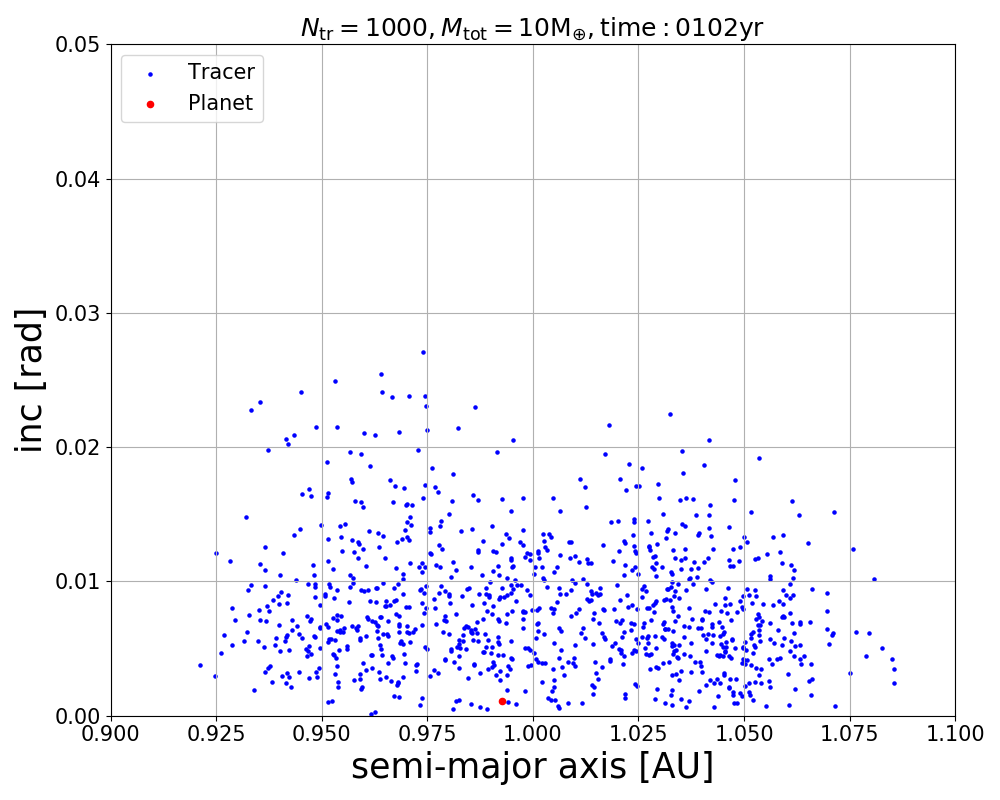 N_tr = 1000, M_tot = 10M_⊕, time : 0102yr
0.05
Tracer
Planet
0.04
0.03
0.02
0.01
0.00
inc [rad]
0.900 0.925 0.950 0.975 1.000 1.025 1.050 1.075 1.100
semi-major axis [AU]